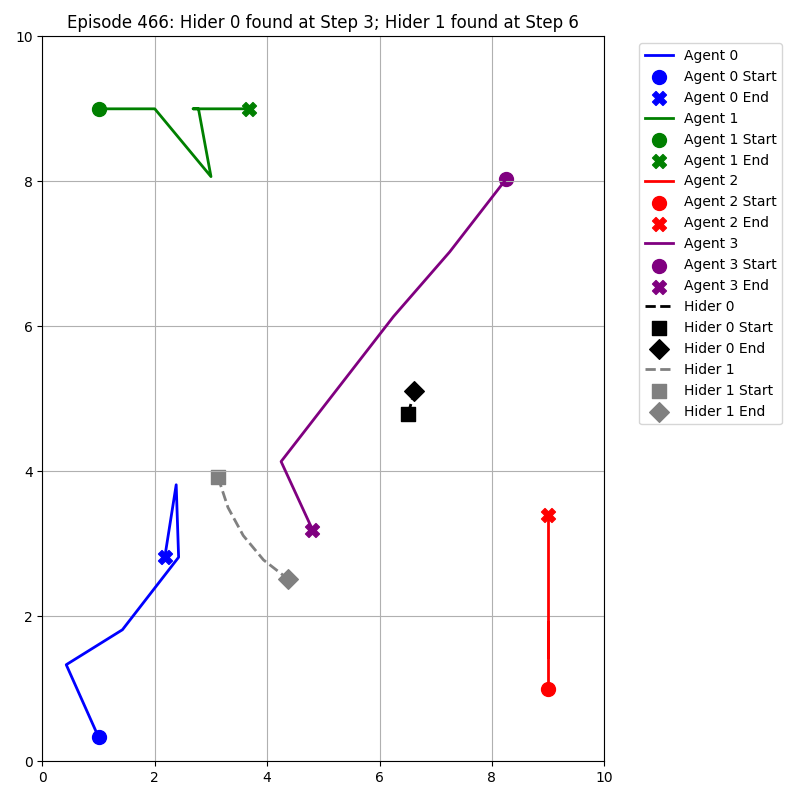 Episode 466: Hider 0 found at Step 3; Hider 1 found at Step 6
10
8
6
4
2
0
0
2
4
6
8
10
Agent 0
Agent 0 Start
Agent 0 End
Agent 1
Agent 1 Start
Agent 1 End
Agent 2
Agent 2 Start
Agent 2 End
Agent 3
Agent 3 Start
Agent 3 End
Hider 0
Hider 0 Start
Hider 0 End
Hider 1
Hider 1 Start
Hider 1 End